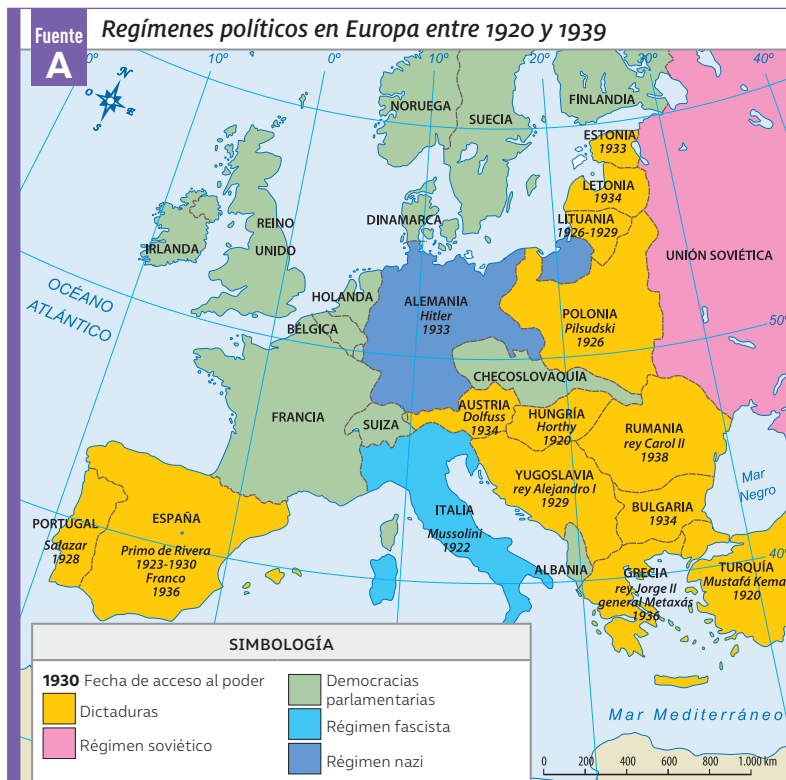 Fuente
A
Regímenes políticos en Europa entre 1920 y 1939
20°
10°
0°
10°
20°
30°
40°
N
O
E
S
NORUEGA
SUECIA
FINLANDIA
ESTONIA
1933
LETONIA
1934
LITUANIA
1926-1929
DINAMARCA
IRLANDA
REINO
UNIDO
UNIÓN SOVIÉTICA
OCÉANO
ATLÁNTICO
HOLANDA
BÉLGICA
ALEMANIA
Hitler
1933
POLONIA
Pilsudski
1926
50°
CHECOSLOVAQUIA
FRANCIA
SUIZA
AUSTRIA
Dolfuss
1934
HUNGRÍA
Horthy
1920
RUMANIA
rey Carol II
1938
YUGOSLAVIA
rey Alejandro I
1929
Mar
Negro
BULGARIA
1934
ITALIA
Mussolini
1922
PORTUGAL
Salazar
1928
ESPAÑA
Primo de Rivera
1923-1930
Franco
1936
ALBANIA
GRECIA
rey Jorge II
general Metaxás
1936
40°
TURQUÍA
Mustafá Kema
1920
Mar Mediterráneo
SIMBOLOGÍA
1930 Fecha de acceso al poder
Dictaduras
Régimen soviético
Democracias
parlamentarias
Régimen fascista
Régimen nazi
0 200 400 600 800 1.000 km